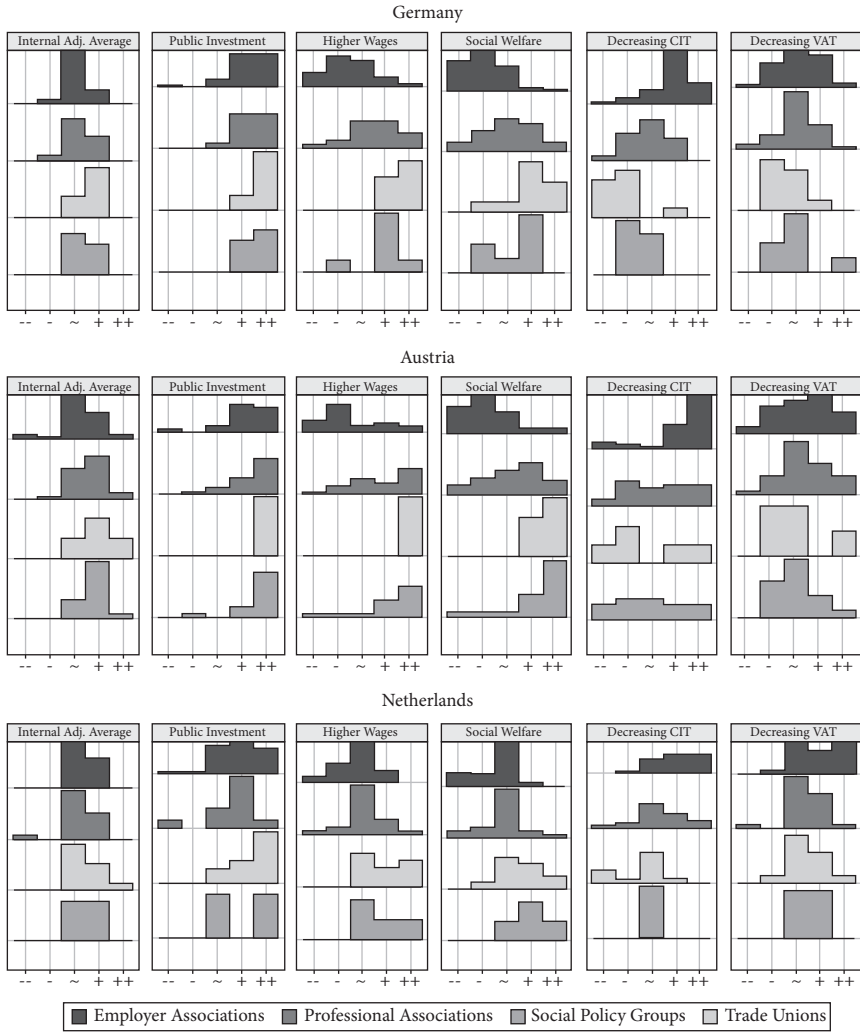 Germany
Internal Adj. Average Public Investment Higher Wages Social Welfare Decreasing CIT Decreasing VAT
-- - ~ + ++ -- - ~ + ++ -- - ~ + ++ -- - ~ + ++ -- - ~ + ++ -- - ~ + ++
Austria
Internal Adj. Average Public Investment Higher Wages Social Welfare Decreasing CIT Decreasing VAT
-- - ~ + ++ -- - ~ + ++ -- - ~ + ++ -- - ~ + ++ -- - ~ + ++ -- - ~ + ++
Netherlands
Internal Adj. Average Public Investment Higher Wages Social Welfare Decreasing CIT Decreasing VAT
-- - ~ + ++ -- - ~ + ++ -- - ~ + ++ -- - ~ + ++ -- - ~ + ++ -- - ~ + ++
Employer Associations Professional Associations Social Policy Groups Trade Unions